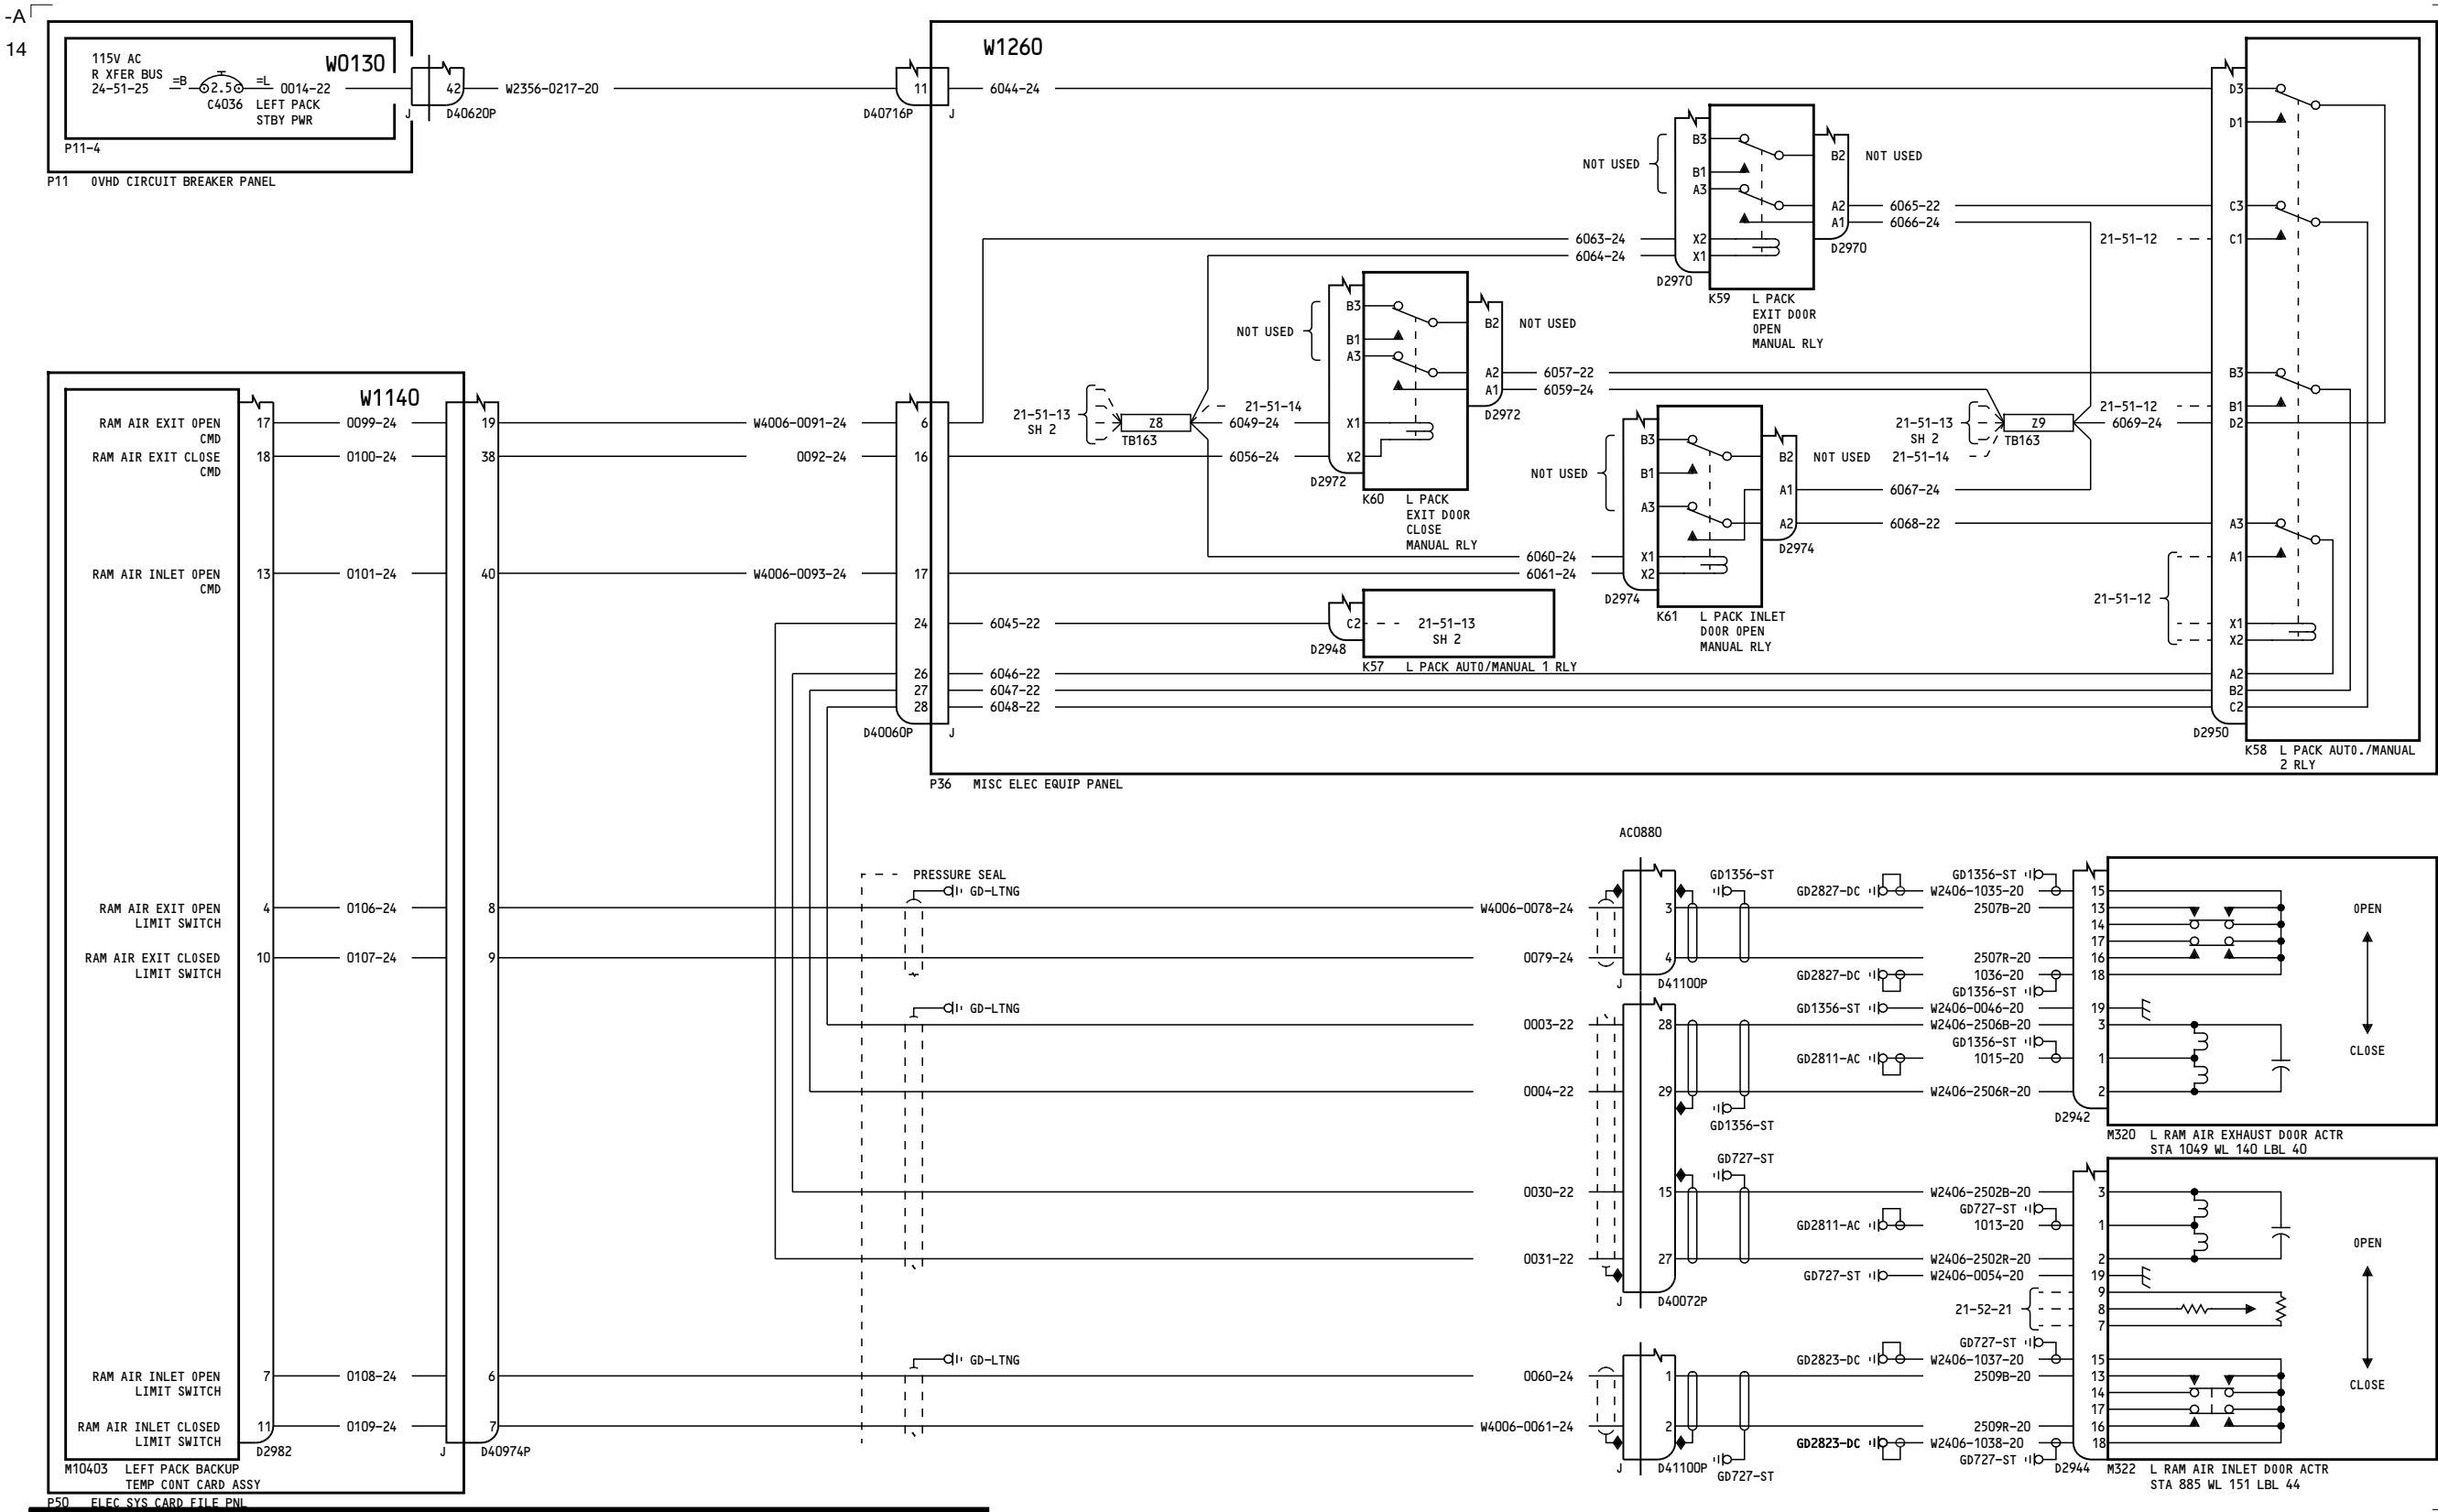 -A
14
115V AC
R XFER BUS
24-51-25
=B
2.5
C4036
=L
0014-22
LEFT PACK
STBY PWR
W0130
P11-4
P11 OVHD CIRCUIT BREAKER PANEL
J
42
D40620P
W2356-0217-20
11
D40716P
J
W1260
6044-24
D3
D1
C3
21-51-12
C1
B3
21-51-12
B1
6069-24
D2
A3
A1
21-51-12
X1
X2
A2
B2
C2
D2950
K58 L PACK AUTO./MANUAL
2 RLY
NOT USED
B3
B1
A3
X2
X1
D2970
B2
NOT USED
A2
6065-22
A1
6066-24
D2970
K59 L PACK
EXIT DOOR
OPEN
MANUAL RLY
6063-24
6064-24
NOT USED
B3
B1
A3
X1
X2
D2972
B2
NOT USED
A2
6057-22
A1
6059-24
D2972
K60 L PACK
EXIT DOOR
CLOSE
MANUAL RLY
21-51-13
SH 2
Z8
TB163
21-51-14
6049-24
6056-24
NOT USED
B3
B1
A3
X1
X2
D2974
B2
NOT USED
A1
6067-24
A2
6068-22
D2974
K61 L PACK INLET
DOOR OPEN
MANUAL RLY
6060-24
6061-24
21-51-13
SH 2
21-51-14
Z9
TB163
C2
21-51-13
SH 2
D2948
K57 L PACK AUTO/MANUAL 1 RLY
W1140
RAM AIR EXIT OPEN
CMD
17
0099-24
19
W4006-0091-24
6
RAM AIR EXIT CLOSE
CMD
18
0100-24
38
0092-24
16
RAM AIR INLET OPEN
CMD
13
0101-24
40
W4006-0093-24
17
24
6045-22
26
6046-22
27
6047-22
28
6048-22
D40060P
J
P36 MISC ELEC EQUIP PANEL
AC0880
PRESSURE SEAL
GD-LTNG
RAM AIR EXIT OPEN
LIMIT SWITCH
4
0106-24
8
W4006-0078-24
3
RAM AIR EXIT CLOSED
LIMIT SWITCH
10
0107-24
9
0079-24
4
J
D41100P
GD1356-ST
GD2827-DC
GD1356-ST
W2406-1035-20
15
2507B-20
13
14
17
2507R-20
16
GD2827-DC
1036-20
18
GD1356-ST
GD-LTNG
GD1356-ST
W2406-0046-20
19
0003-22
28
W2406-2506B-20
3
GD1356-ST
GD2811-AC
1015-20
1
0004-22
29
W2406-2506R-20
2
GD1356-ST
D2942
OPEN
CLOSE
M320 L RAM AIR EXHAUST DOOR ACTR
STA 1049 WL 140 LBL 40
GD727-ST
0030-22
15
W2406-2502B-20
3
GD727-ST
GD2811-AC
1013-20
1
0031-22
27
W2406-2502R-20
2
GD727-ST
W2406-0054-20
19
J
D40072P
21-52-21
9
8
7
OPEN
CLOSE
GD-LTNG
GD727-ST
GD2823-DC
W2406-1037-20
15
RAM AIR INLET OPEN
LIMIT SWITCH
7
0108-24
6
0060-24
1
2509B-20
13
14
17
RAM AIR INLET CLOSED
LIMIT SWITCH
11
0109-24
7
W4006-0061-24
2
2509R-20
16
GD2823-DC
W2406-1038-20
18
GD727-ST
D2982
J
D40974P
J
D41100P
GD727-ST
D2944
M322 L RAM AIR INLET DOOR ACTR
STA 885 WL 151 LBL 44
M10403 LEFT PACK BACKUP
TEMP CONT CARD ASSY
P50 ELEC SYS CARD FILE PNL